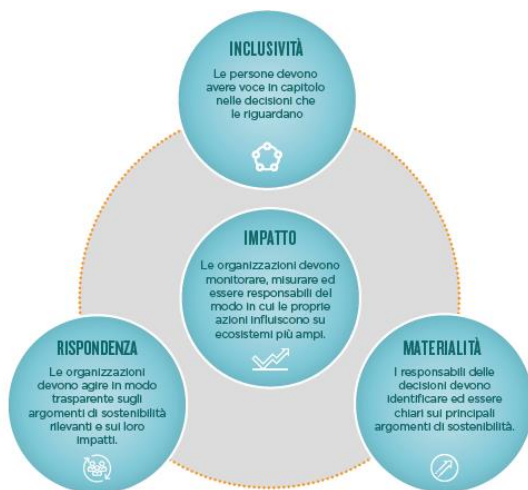 INCLUSIVITÀ
Le persone devono
avere voce in capitolo
nelle decisioni che
le riguardano
IMPATTO
Le organizzazioni devono
monitorare, misurare ed
essere responsabili del
modo in cui le proprie
azioni influiscono su
ecosistemi più ampi.
RISPONDENZA
Le organizzazioni
devono agire in modo
trasparente sugli
argomenti di sostenibilità
rilevanti e sui loro
impatti.
MATERIALITÀ
I responsabili delle
decisioni devono
identificare ed essere
chiari sui principali
argomenti di sostenibilità.